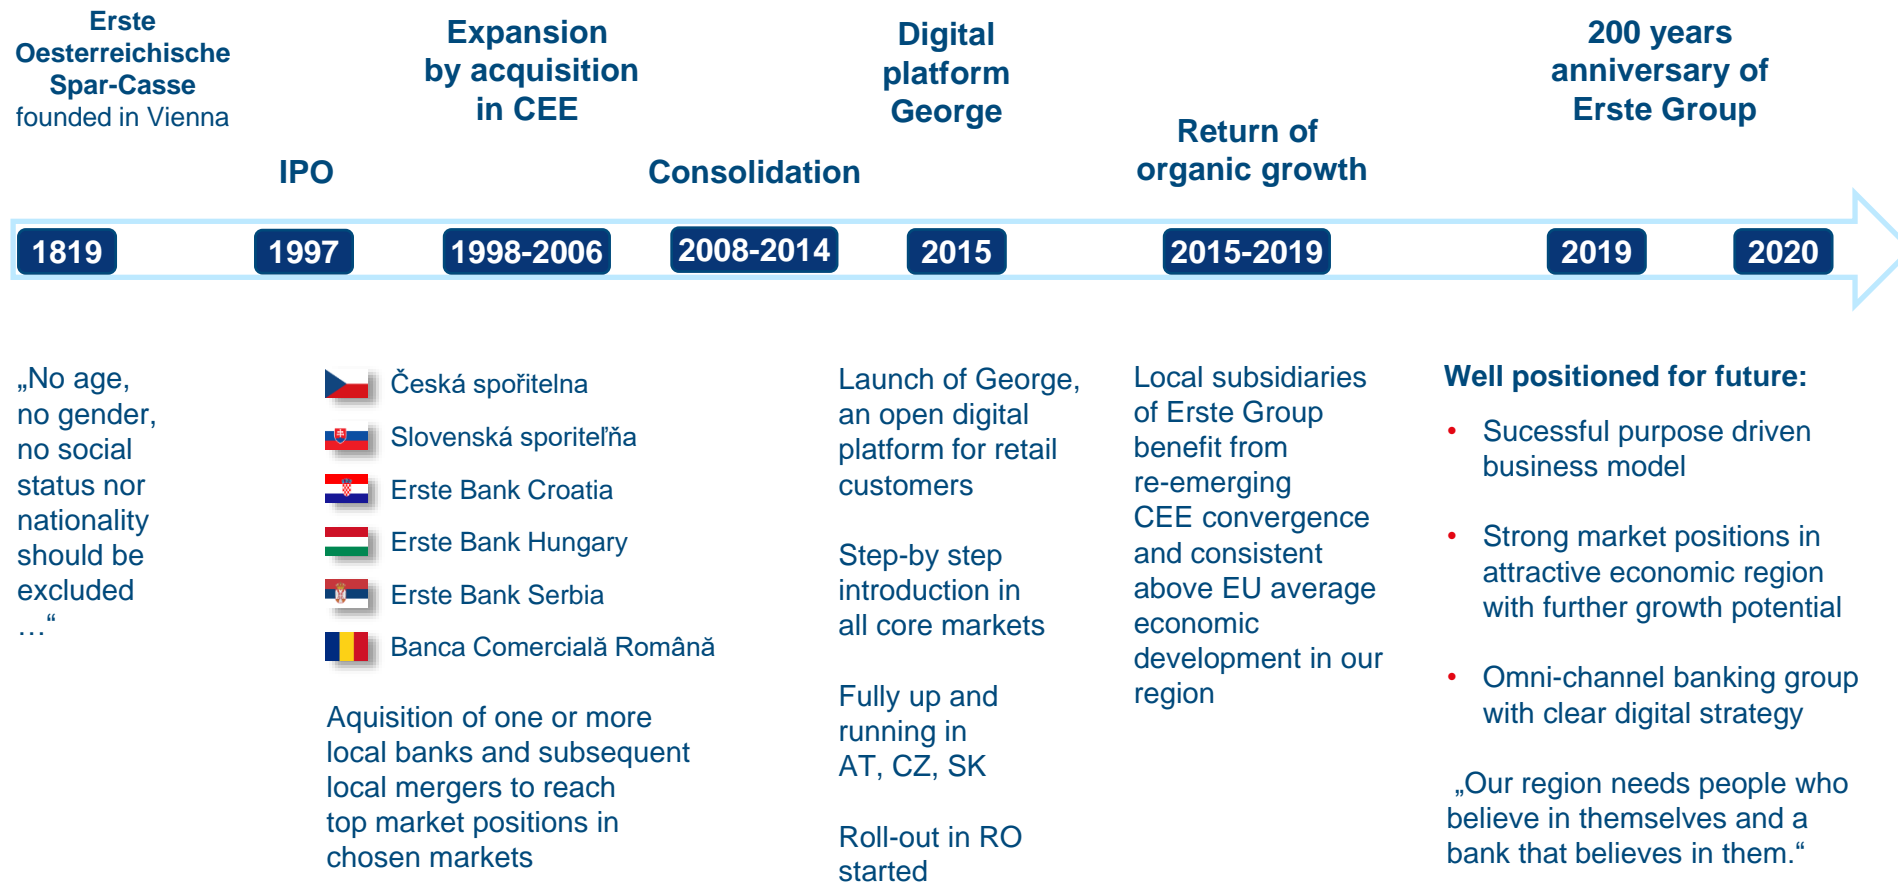 Erste
Oesterreichische
Spar-Casse
founded in Vienna
IPO
Expansion
by acquisition
in CEE
Consolidation
Digital
platform
George
Return of
organic growth
200 years
anniversary of
Erste Group
1819
1997
1998-2006
2008-2014
2015
2015-2019
2019
2020
„No age,
no gender,
no social
status nor
nationality
should be
excluded
…“
Česká spořitelna
Slovenská sporiteľňa
Erste Bank Croatia
Erste Bank Hungary
Erste Bank Serbia
Banca Comercială Română
Aquisition of one or more
local banks and subsequent
local mergers to reach
top market positions in
chosen markets
Launch of George,
an open digital
platform for retail
customers
Step-by step
introduction in
all core markets
Fully up and
running in
AT, CZ, SK
Roll-out in RO
started
Local subsidiaries
of Erste Group
benefit from
re-emerging
CEE convergence
and consistent
above EU average
economic
development in our
region
Well positioned for future:
• Sucessful purpose driven
business model
• Strong market positions in
attractive economic region
with further growth potential
• Omni-channel banking group
with clear digital strategy
„Our region needs people who
believe in themselves and a
bank that believes in them.“